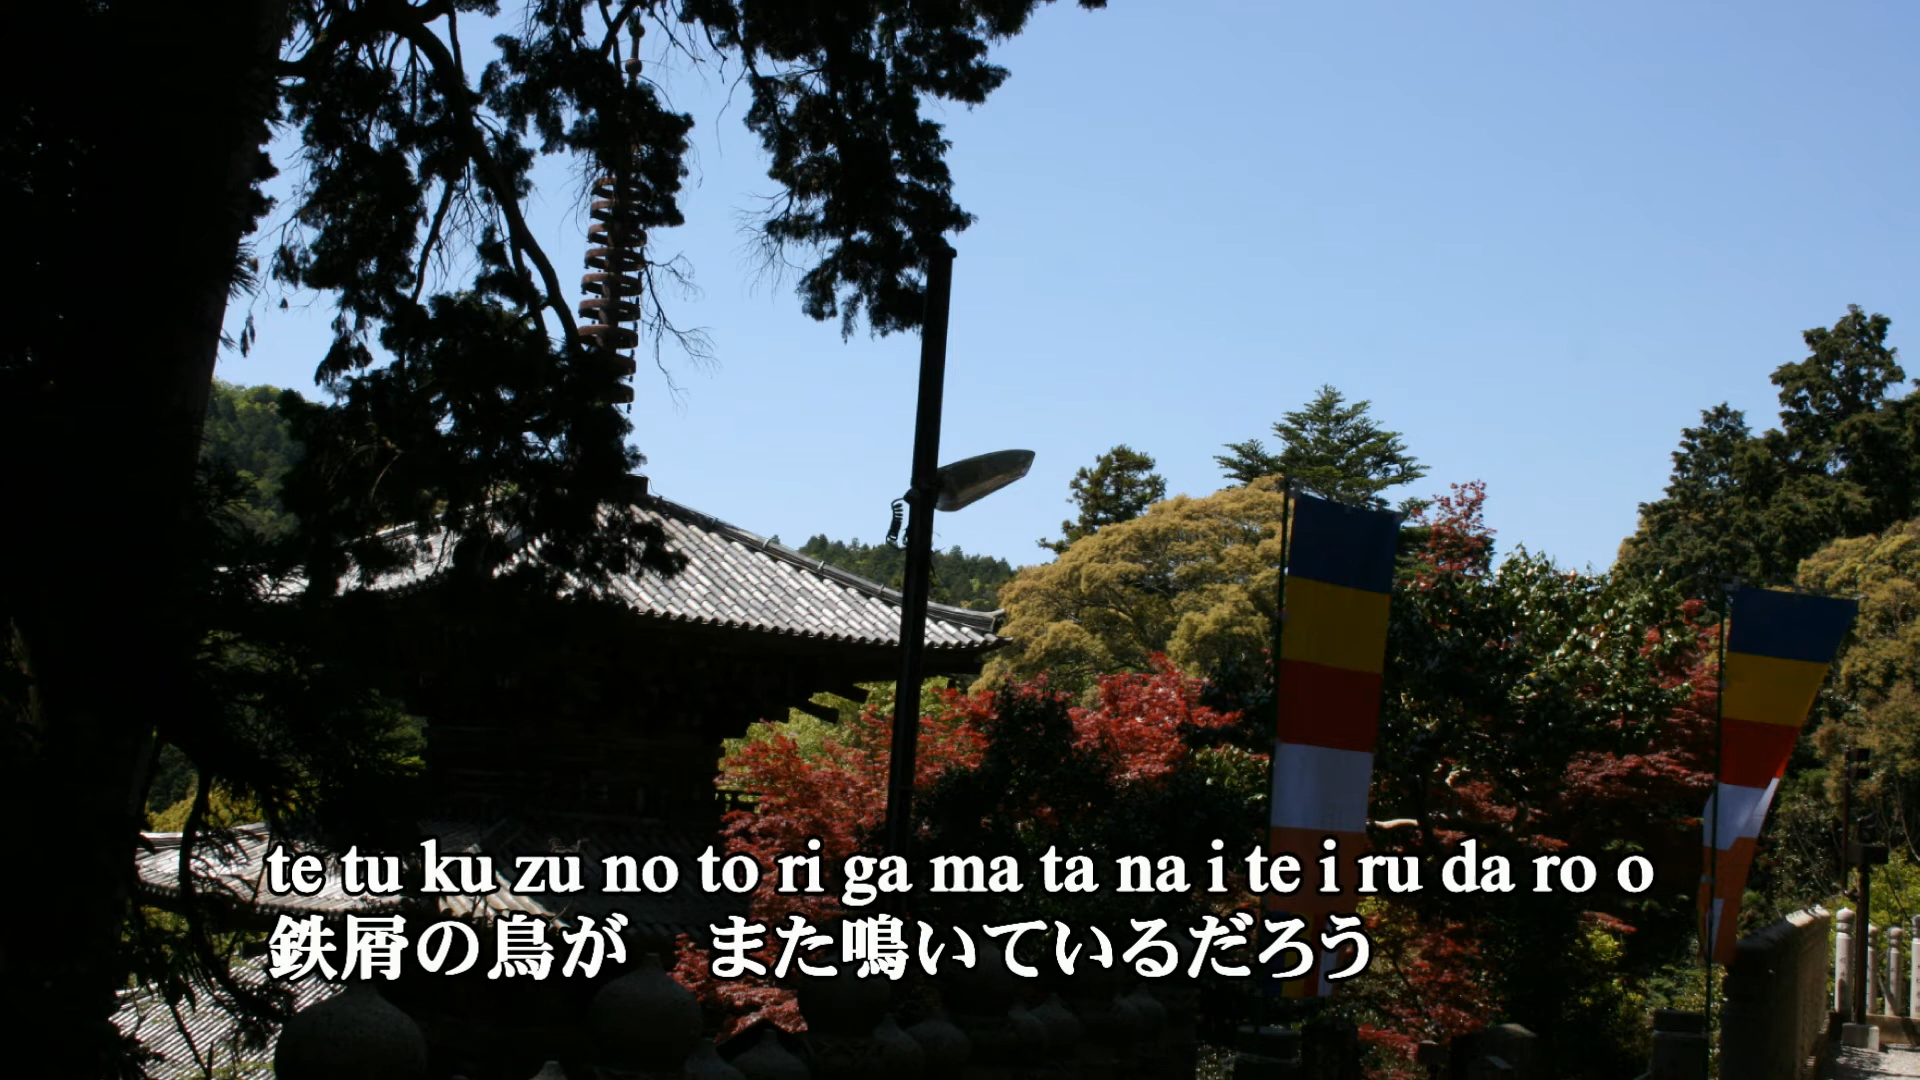 te tu ku zu no to ri ga ma ta na i te i ru da ro o
鉄屑の鳥が　また鳴いているだろう